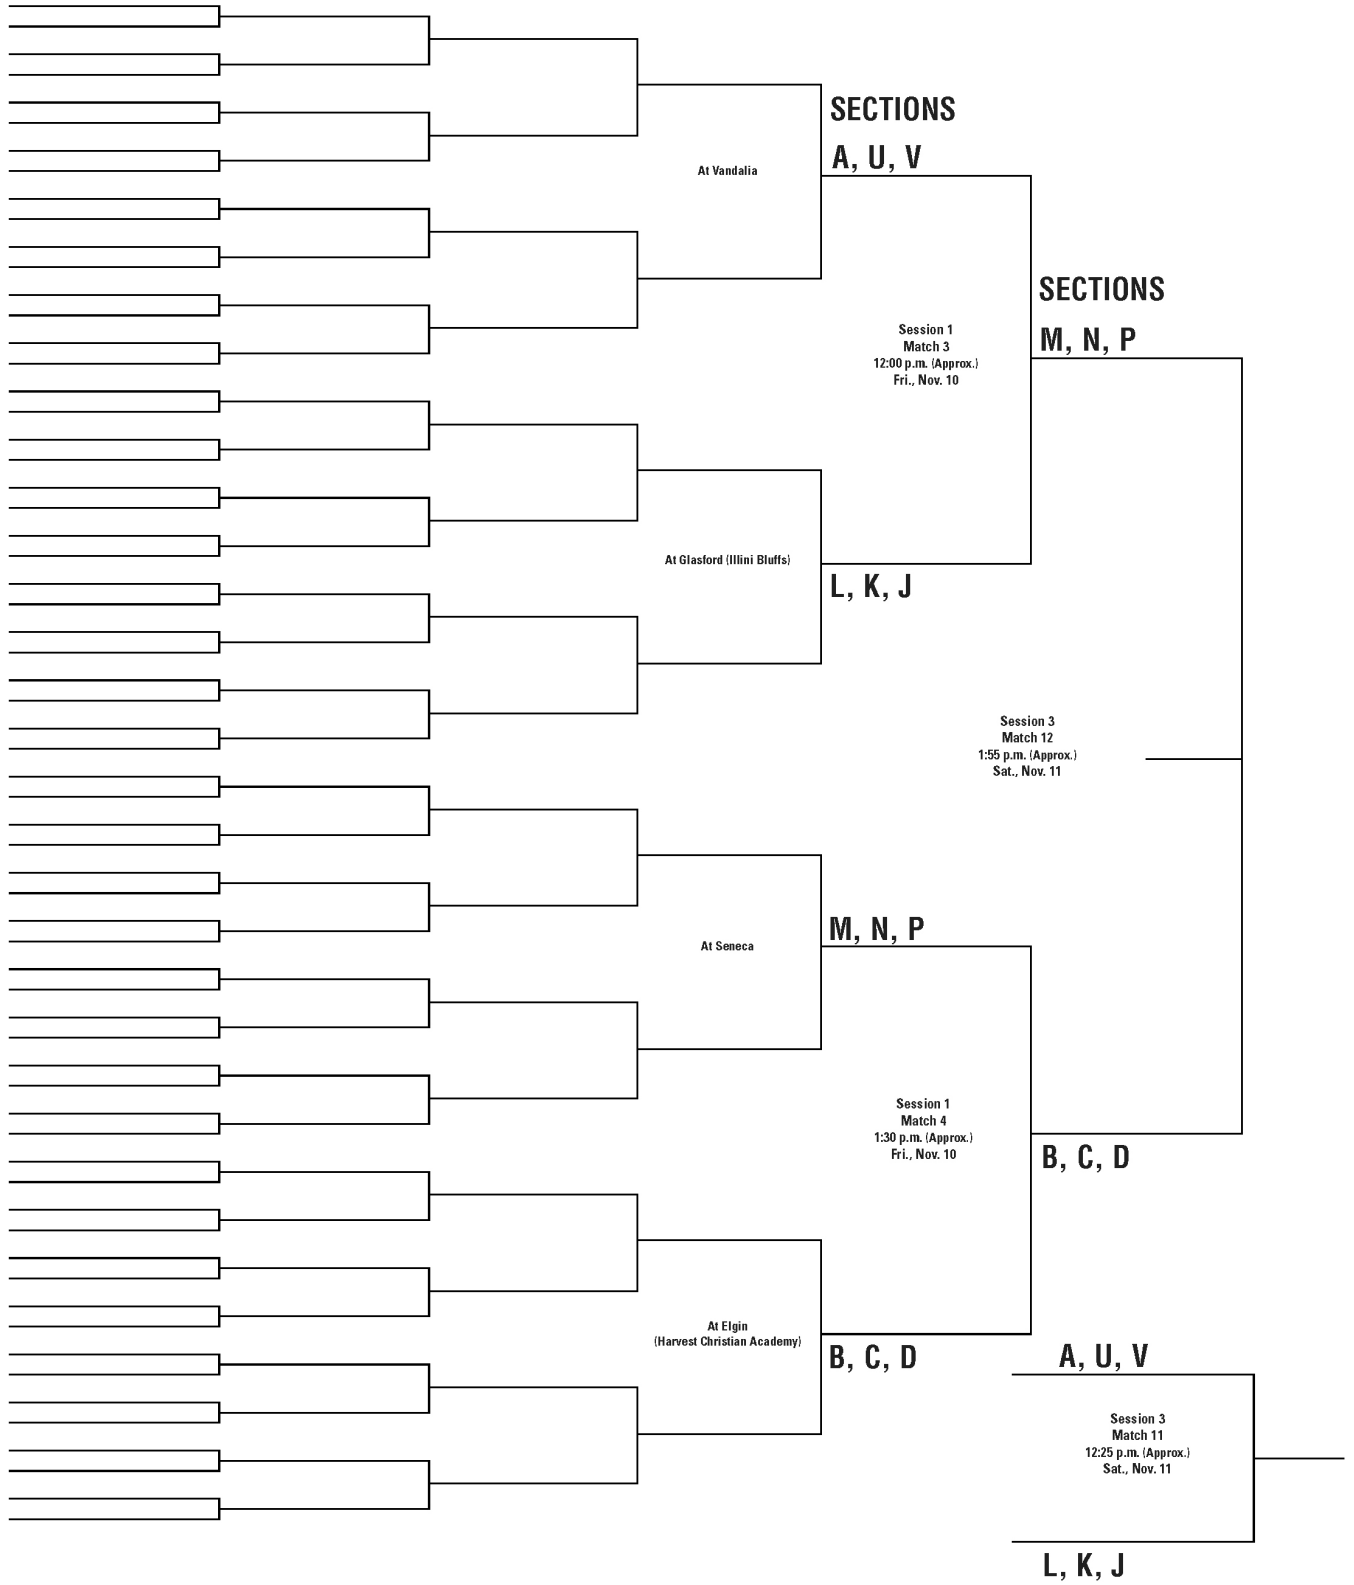 SECTIONS
A, U, V
At Vandalia
SECTIONS
M, N, P
Session 1
Match 3
12:00 p.m. (Approx.)
Fri., Nov. 10
At Glasford (Illini Bluffs)
L, K, J
Session 3
Match 12
1:55 p.m. (Approx.)
Sat., Nov. 11
M, N, P
At Seneca
Session 1
Match 4
1:30 p.m. (Approx.)
Fri., Nov. 10
B, C, D
At Elgin
(Harvest Christian Academy)
B, C, D
A, U, V
Session 3
Match 11
12:25 p.m. (Approx.)
Sat., Nov. 11
L, K, J